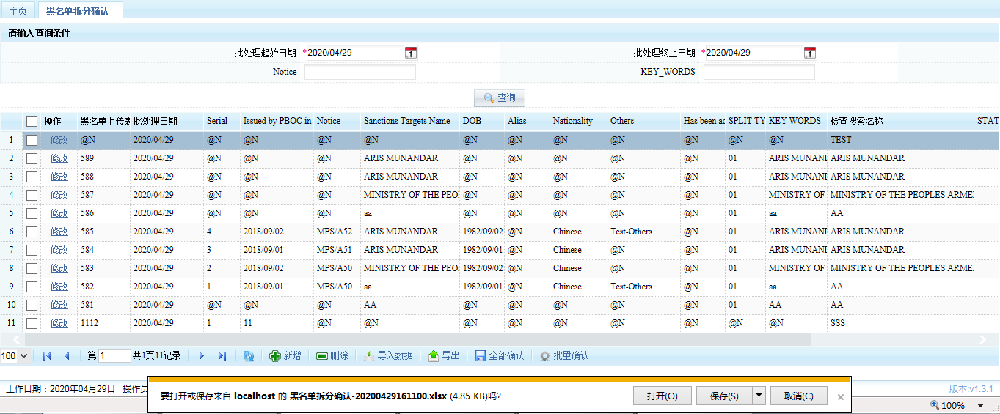 主页 黑名单拆分确认
请输入查询条件
批处理起始日期 *2020/04/29 批处理终止日期 *2020/04/29
Notice KEY_WORDS
查询
操作 黑名单上传表 批处理日期 Serial Issued by PBOC in Notice Sanctions Targets Name DOB Alias Nationality Others Has been ad SPLIT TY KEY WORDS 检查搜索名称 STAT
1 修改 @N 2020/04/29 @N @N @N @N @N @N @N @N @N @N @N TEST
2 修改 589 2020/04/29 @N @N @N ARIS MUNANDAR @N @N @N @N @N 01 ARIS MUNANI ARIS MUNANDAR
3 修改 588 2020/04/29 @N @N @N ARIS MUNANDAR @N @N @N @N @N 01 ARIS MUNANI ARIS MUNANDAR
4 修改 587 2020/04/29 @N @N @N MINISTRY OF THE PEO @N @N @N @N @N 01 MINISTRY OF MINISTRY OF THE PEOPLES ARME
5 修改 586 2020/04/29 @N @N @N aa @N @N @N @N @N 01 aa AA
6 修改 585 2020/04/29 4 2018/09/02 MPS/A52 ARIS MUNANDAR 1982/09/02 @N Chinese Test-Others @N 01 ARIS MUNANI ARIS MUNANDAR
7 修改 584 2020/04/29 3 2018/09/01 MPS/A51 ARIS MUNANDAR 1982/09/01 @N Chinese @N @N 01 ARIS MUNANI ARIS MUNANDAR
8 修改 583 2020/04/29 2 2018/09/01 MPS/A50 MINISTRY OF THE PEO 1982/09/02 @N Chinese @N @N 01 MINISTRY OF MINISTRY OF THE PEOPLES ARME
9 修改 582 2020/04/29 1 2018/09/01 MPS/A50 aa 1982/09/01 @N Chinese Test-Others @N 01 aa AA
10 修改 581 2020/04/29 @N @N @N AA @N @N @N @N @N 01 AA AA
11 修改 1112 2020/04/29 1 11 @N @N @N @N @N @N @N @N @N SSS
100 第 1 共1页11记录 新增 删除 导入数据 导出 全部确认 批量确认
工作日期：2020年04月29日 操作员 版本:v1.3.1
要打开或保存来自 localhost 的 黑名单拆分确认-20200429161100.xlsx (4.85 KB)吗? 打开(O) 保存(S) 取消(C) ×
100%